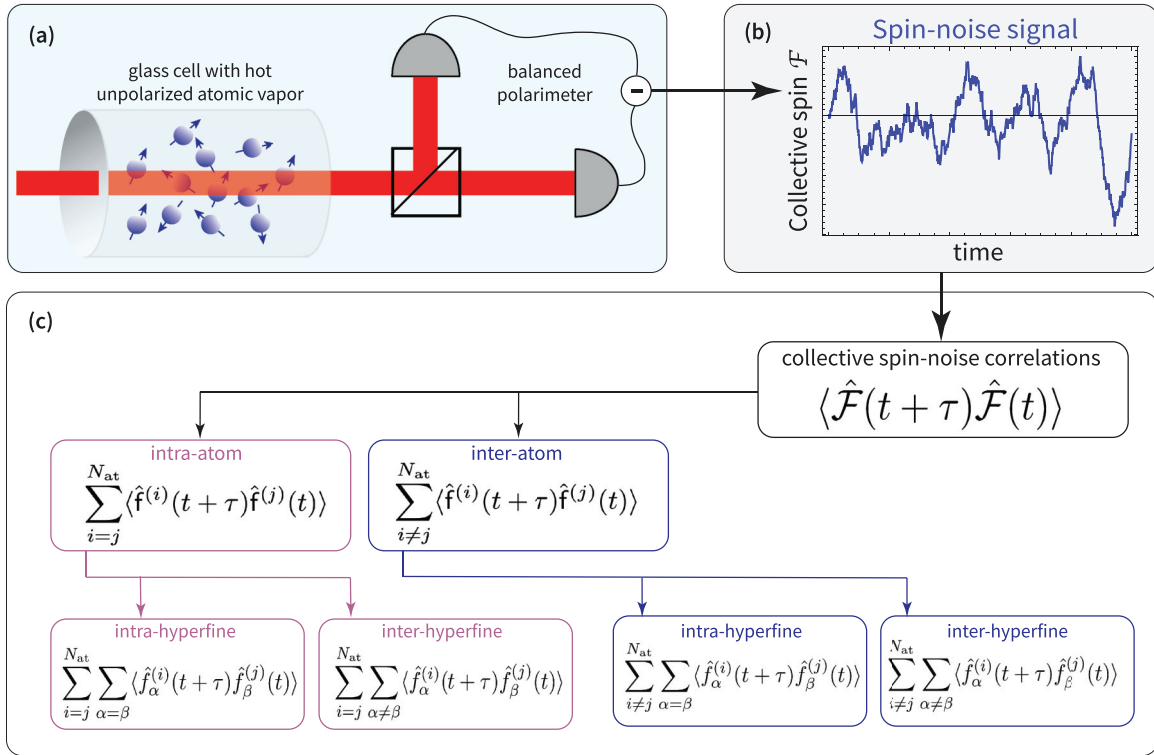 (a)
glass cell with hot
unpolarized atomic vapor
balanced
polarimeter
-
(b)
Spin-noise signal
Collective spin ℱ
time
(c)
collective spin-noise correlations
⟨ℱ̂(t + τ)ℱ̂(t)⟩
intra-atom
∑_{i=j}^{N_at} ⟨f̂^{(i)}(t + τ)f̂^{(j)}(t)⟩
inter-atom
∑_{i≠j}^{N_at} ⟨f̂^{(i)}(t + τ)f̂^{(j)}(t)⟩
intra-hyperfine
∑_{i=j}^{N_at} ∑_{α=β} ⟨f̂_α^{(i)}(t+τ)f̂_β^{(j)}(t)⟩
inter-hyperfine
∑_{i=j}^{N_at} ∑_{α≠β} ⟨f̂_α^{(i)}(t+τ)f̂_β^{(j)}(t)⟩
intra-hyperfine
∑_{i≠j}^{N_at} ∑_{α=β} ⟨f̂_α^{(i)}(t+τ)f̂_β^{(j)}(t)⟩
inter-hyperfine
∑_{i≠j}^{N_at} ∑_{α≠β} ⟨f̂_α^{(i)}(t+τ)f̂_β^{(j)}(t)⟩